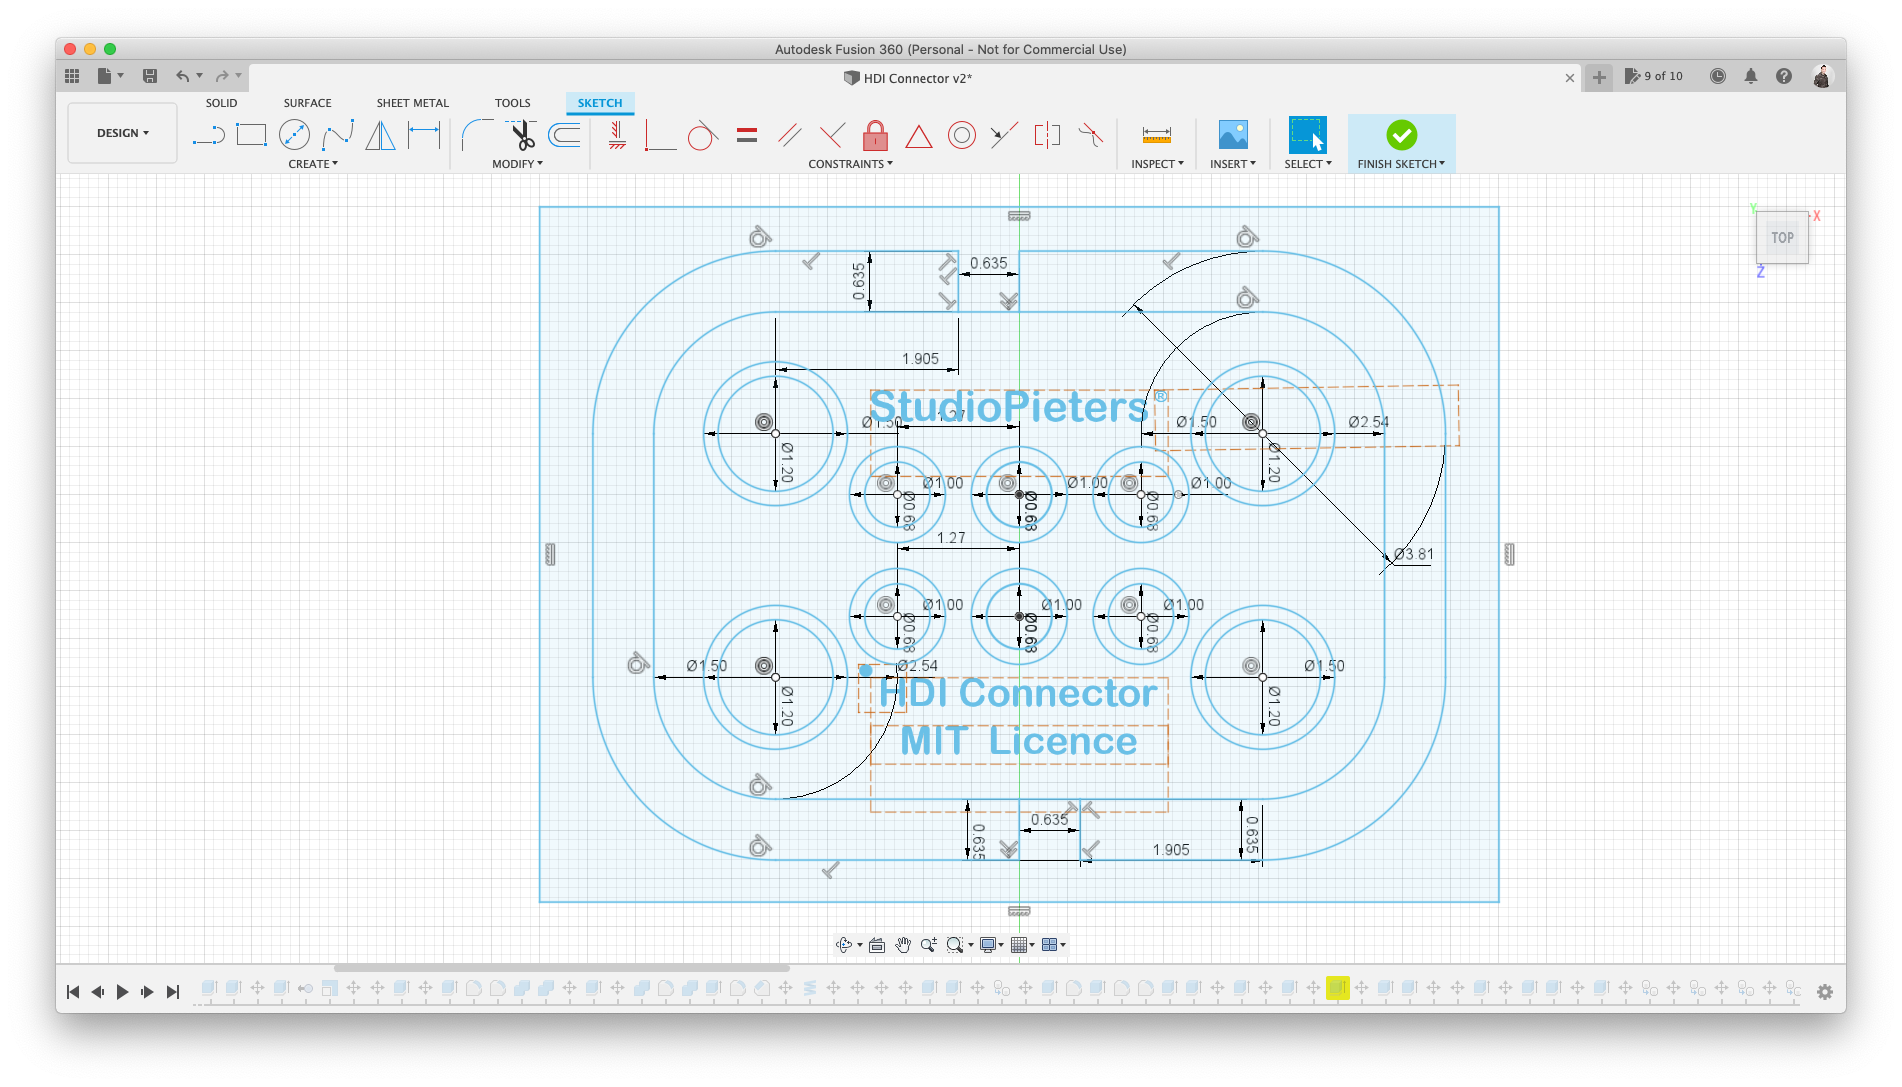 Autodesk Fusion 360 (Personal - Not for Commercial Use)
HDI Connector v2*
9 of 10
SOLID SURFACE SHEET METAL TOOLS SKETCH
DESIGN
CREATE MODIFY CONSTRAINTS INSPECT INSERT SELECT FINISH SKETCH
Y X
TOP
Z
0.635 0.635
1.905
StudioPieters®
1.27
Ø1.50 Ø1.50 Ø2.54
Ø1.20 Ø1.20
Ø1.00 Ø1.00 Ø1.00
Ø0.68 Ø0.68 Ø0.68
1.27
Ø3.81
Ø1.00 Ø1.00 Ø1.00
Ø0.68 Ø0.68 Ø0.68
Ø1.50 Ø2.54 Ø1.50
Ø1.20 Ø1.20
HDI Connector
MIT Licence
0.635 0.635 0.635
1.905